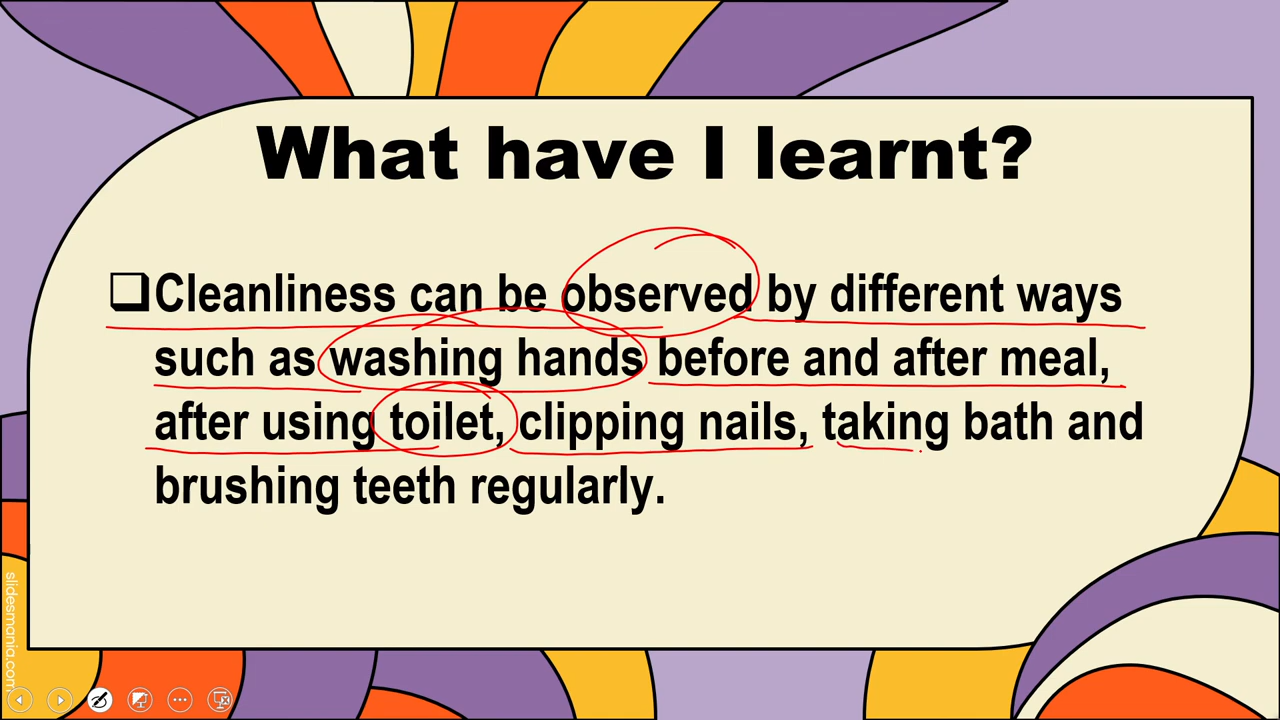 What have I learnt?
❑Cleanliness can be observed by different ways
such as washing hands before and after meal,
after using toilet, clipping nails, taking bath and
brushing teeth regularly.
slidesmania.com